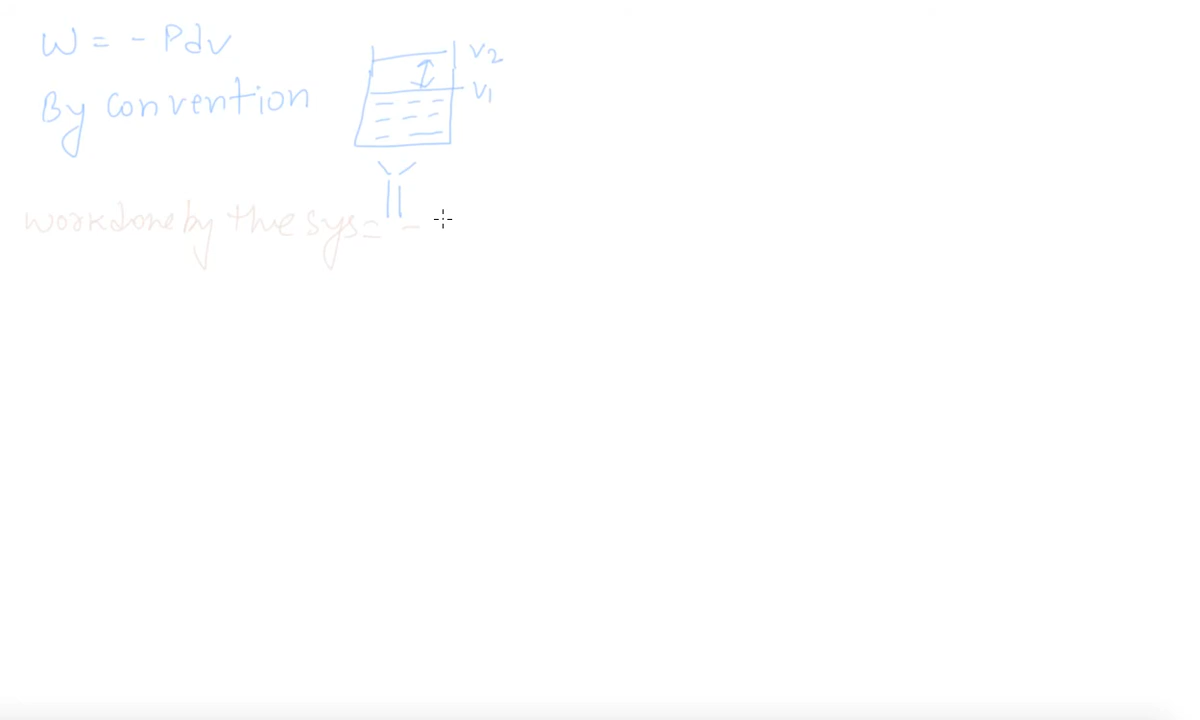 W = - Pdv
By convention
V2
V1
workdone by the sys = -